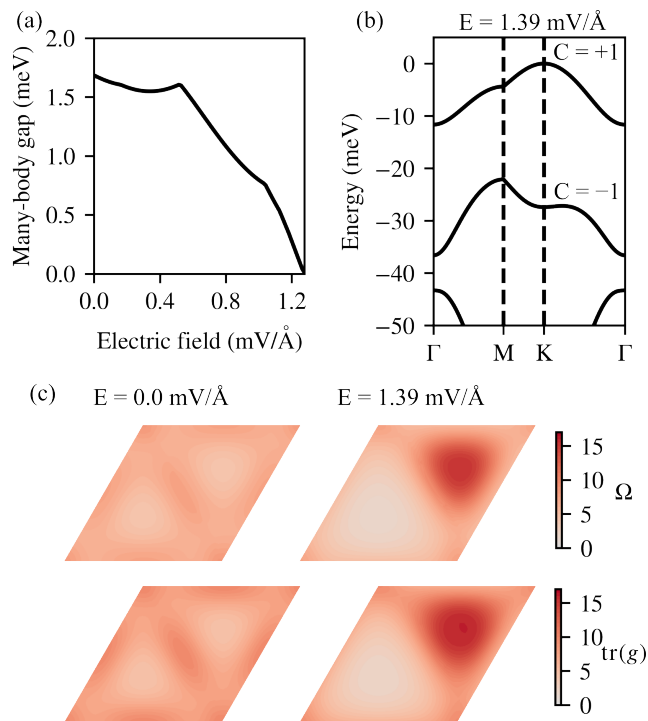 (a)
2.0
1.5
1.0
0.5
0.0
Many-body gap (meV)
0.0 0.4 0.8 1.2
Electric field (mV/Å)
(b)
E = 1.39 mV/Å
C = +1
C = −1
0
−10
−20
−30
−40
−50
Energy (meV)
Γ M K Γ
(c)
E = 0.0 mV/Å E = 1.39 mV/Å
15
10
5
0
Ω
15
10
5
0
tr(g)